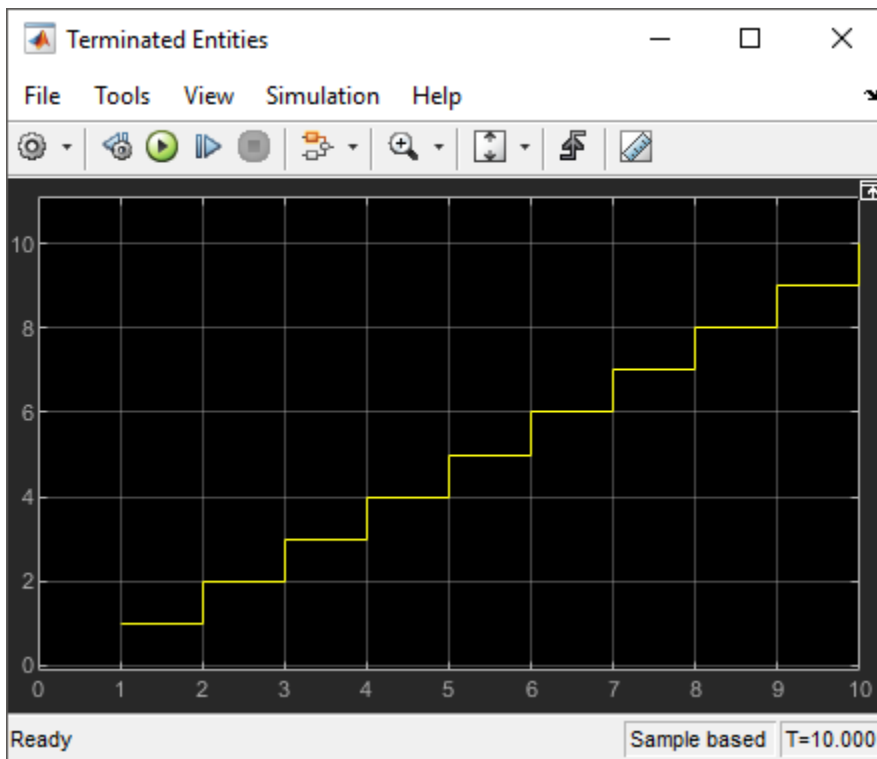 Terminated Entities
File Tools View Simulation Help
10
8
6
4
2
0
0 1 2 3 4 5 6 7 8 9 10
Ready Sample based T=10.000